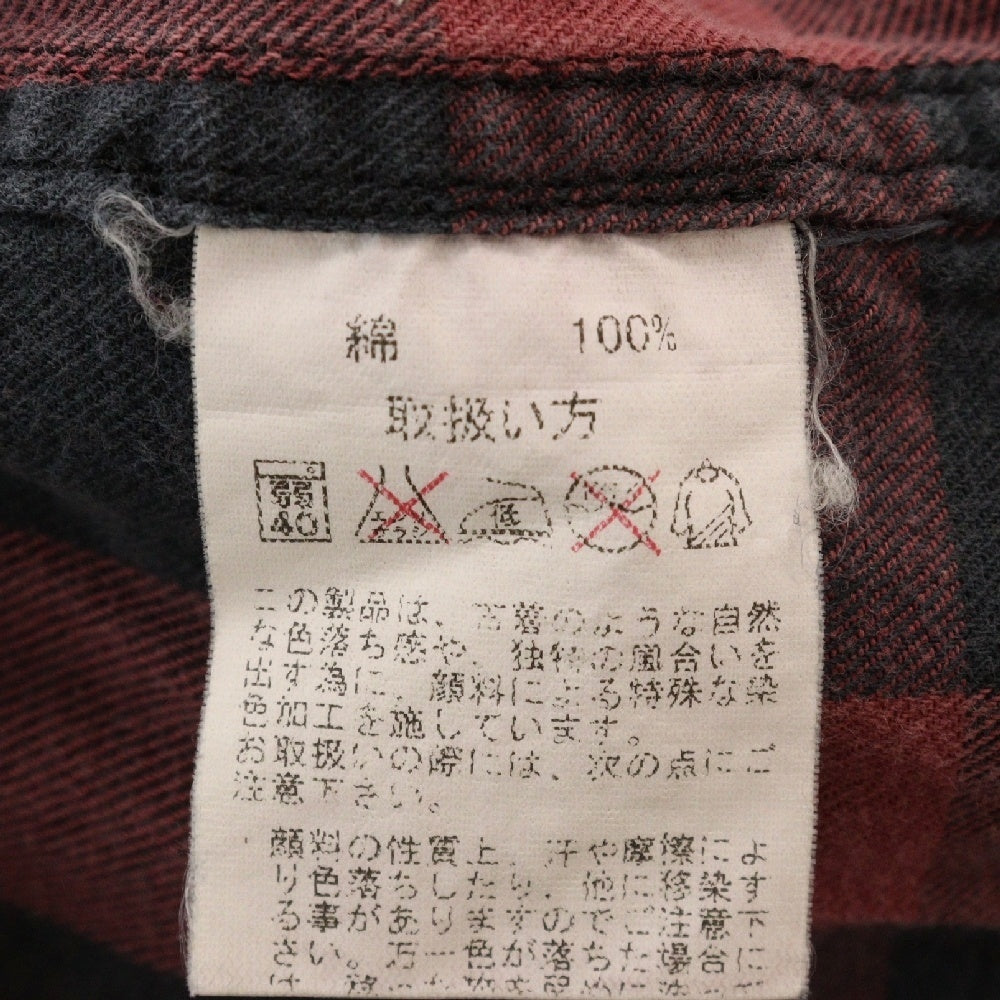 綿 100%
取扱い方
弱 40 エンソ 低
この製品は、古着のような自然
な色落ち感や、独特の風合いを
出す為に、顔料による特殊な染
色加工を施しています。
お取扱いの際には、次の点にご
注意下さい。
・顔料の性質上、汗や摩擦によ
り色落ちしたり、他に移染す
る事がありますのでご注意下
さい。万一色が落ちた場合に